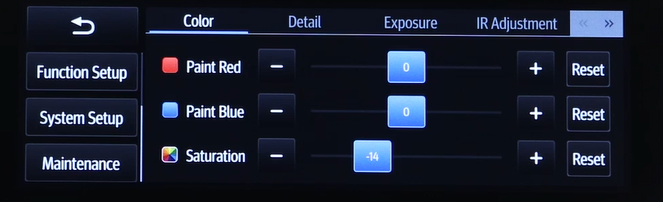 Color Detail Exposure IR Adjustment « »
Function Setup
System Setup
Maintenance
Paint Red − 0 + Reset
Paint Blue − 0 + Reset
Saturation − -14 + Reset